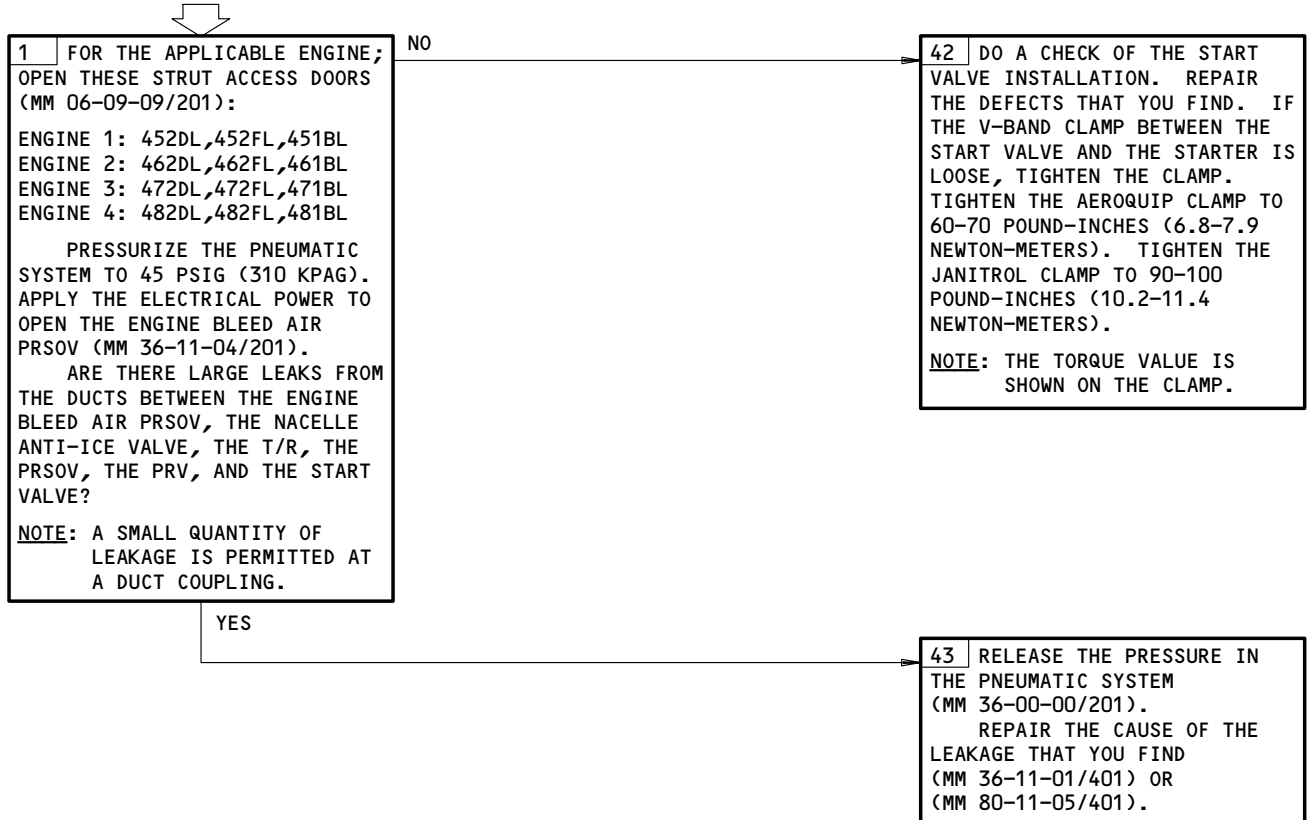 1 FOR THE APPLICABLE ENGINE;
OPEN THESE STRUT ACCESS DOORS
(MM 06-09-09/201):
ENGINE 1: 452DL,452FL,451BL
ENGINE 2: 462DL,462FL,461BL
ENGINE 3: 472DL,472FL,471BL
ENGINE 4: 482DL,482FL,481BL
PRESSURIZE THE PNEUMATIC
SYSTEM TO 45 PSIG (310 KPAG).
APPLY THE ELECTRICAL POWER TO
OPEN THE ENGINE BLEED AIR
PRSOV (MM 36-11-04/201).
ARE THERE LARGE LEAKS FROM
THE DUCTS BETWEEN THE ENGINE
BLEED AIR PRSOV, THE NACELLE
ANTI-ICE VALVE, THE T/R, THE
PRSOV, THE PRV, AND THE START
VALVE?
NOTE: A SMALL QUANTITY OF
LEAKAGE IS PERMITTED AT
A DUCT COUPLING.
NO
42 DO A CHECK OF THE START
VALVE INSTALLATION. REPAIR
THE DEFECTS THAT YOU FIND. IF
THE V-BAND CLAMP BETWEEN THE
START VALVE AND THE STARTER IS
LOOSE, TIGHTEN THE CLAMP.
TIGHTEN THE AEROQUIP CLAMP TO
60-70 POUND-INCHES (6.8-7.9
NEWTON-METERS). TIGHTEN THE
JANITROL CLAMP TO 90-100
POUND-INCHES (10.2-11.4
NEWTON-METERS).
NOTE: THE TORQUE VALUE IS
SHOWN ON THE CLAMP.
YES
43 RELEASE THE PRESSURE IN
THE PNEUMATIC SYSTEM
(MM 36-00-00/201).
REPAIR THE CAUSE OF THE
LEAKAGE THAT YOU FIND
(MM 36-11-01/401) OR
(MM 80-11-05/401).